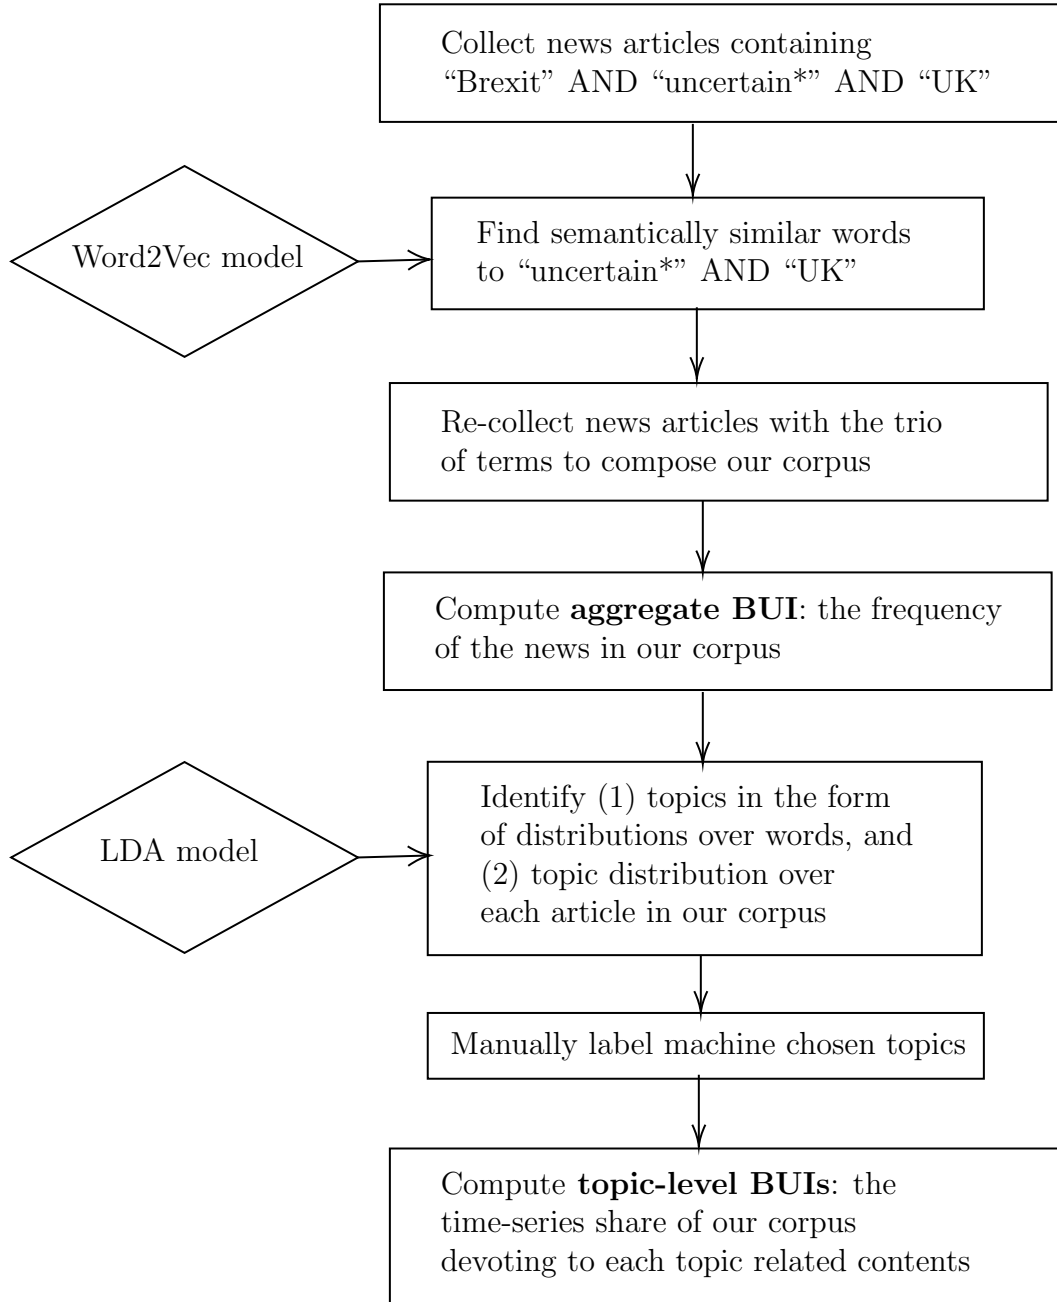 Collect news articles containing
“Brexit” AND “uncertain*” AND “UK”
Word2Vec model
Find semantically similar words
to “uncertain*” AND “UK”
Re-collect news articles with the trio
of terms to compose our corpus
Compute aggregate BUI: the frequency
of the news in our corpus
LDA model
Identify (1) topics in the form
of distributions over words, and
(2) topic distribution over
each article in our corpus
Manually label machine chosen topics
Compute topic-level BUIs: the
time-series share of our corpus
devoting to each topic related contents